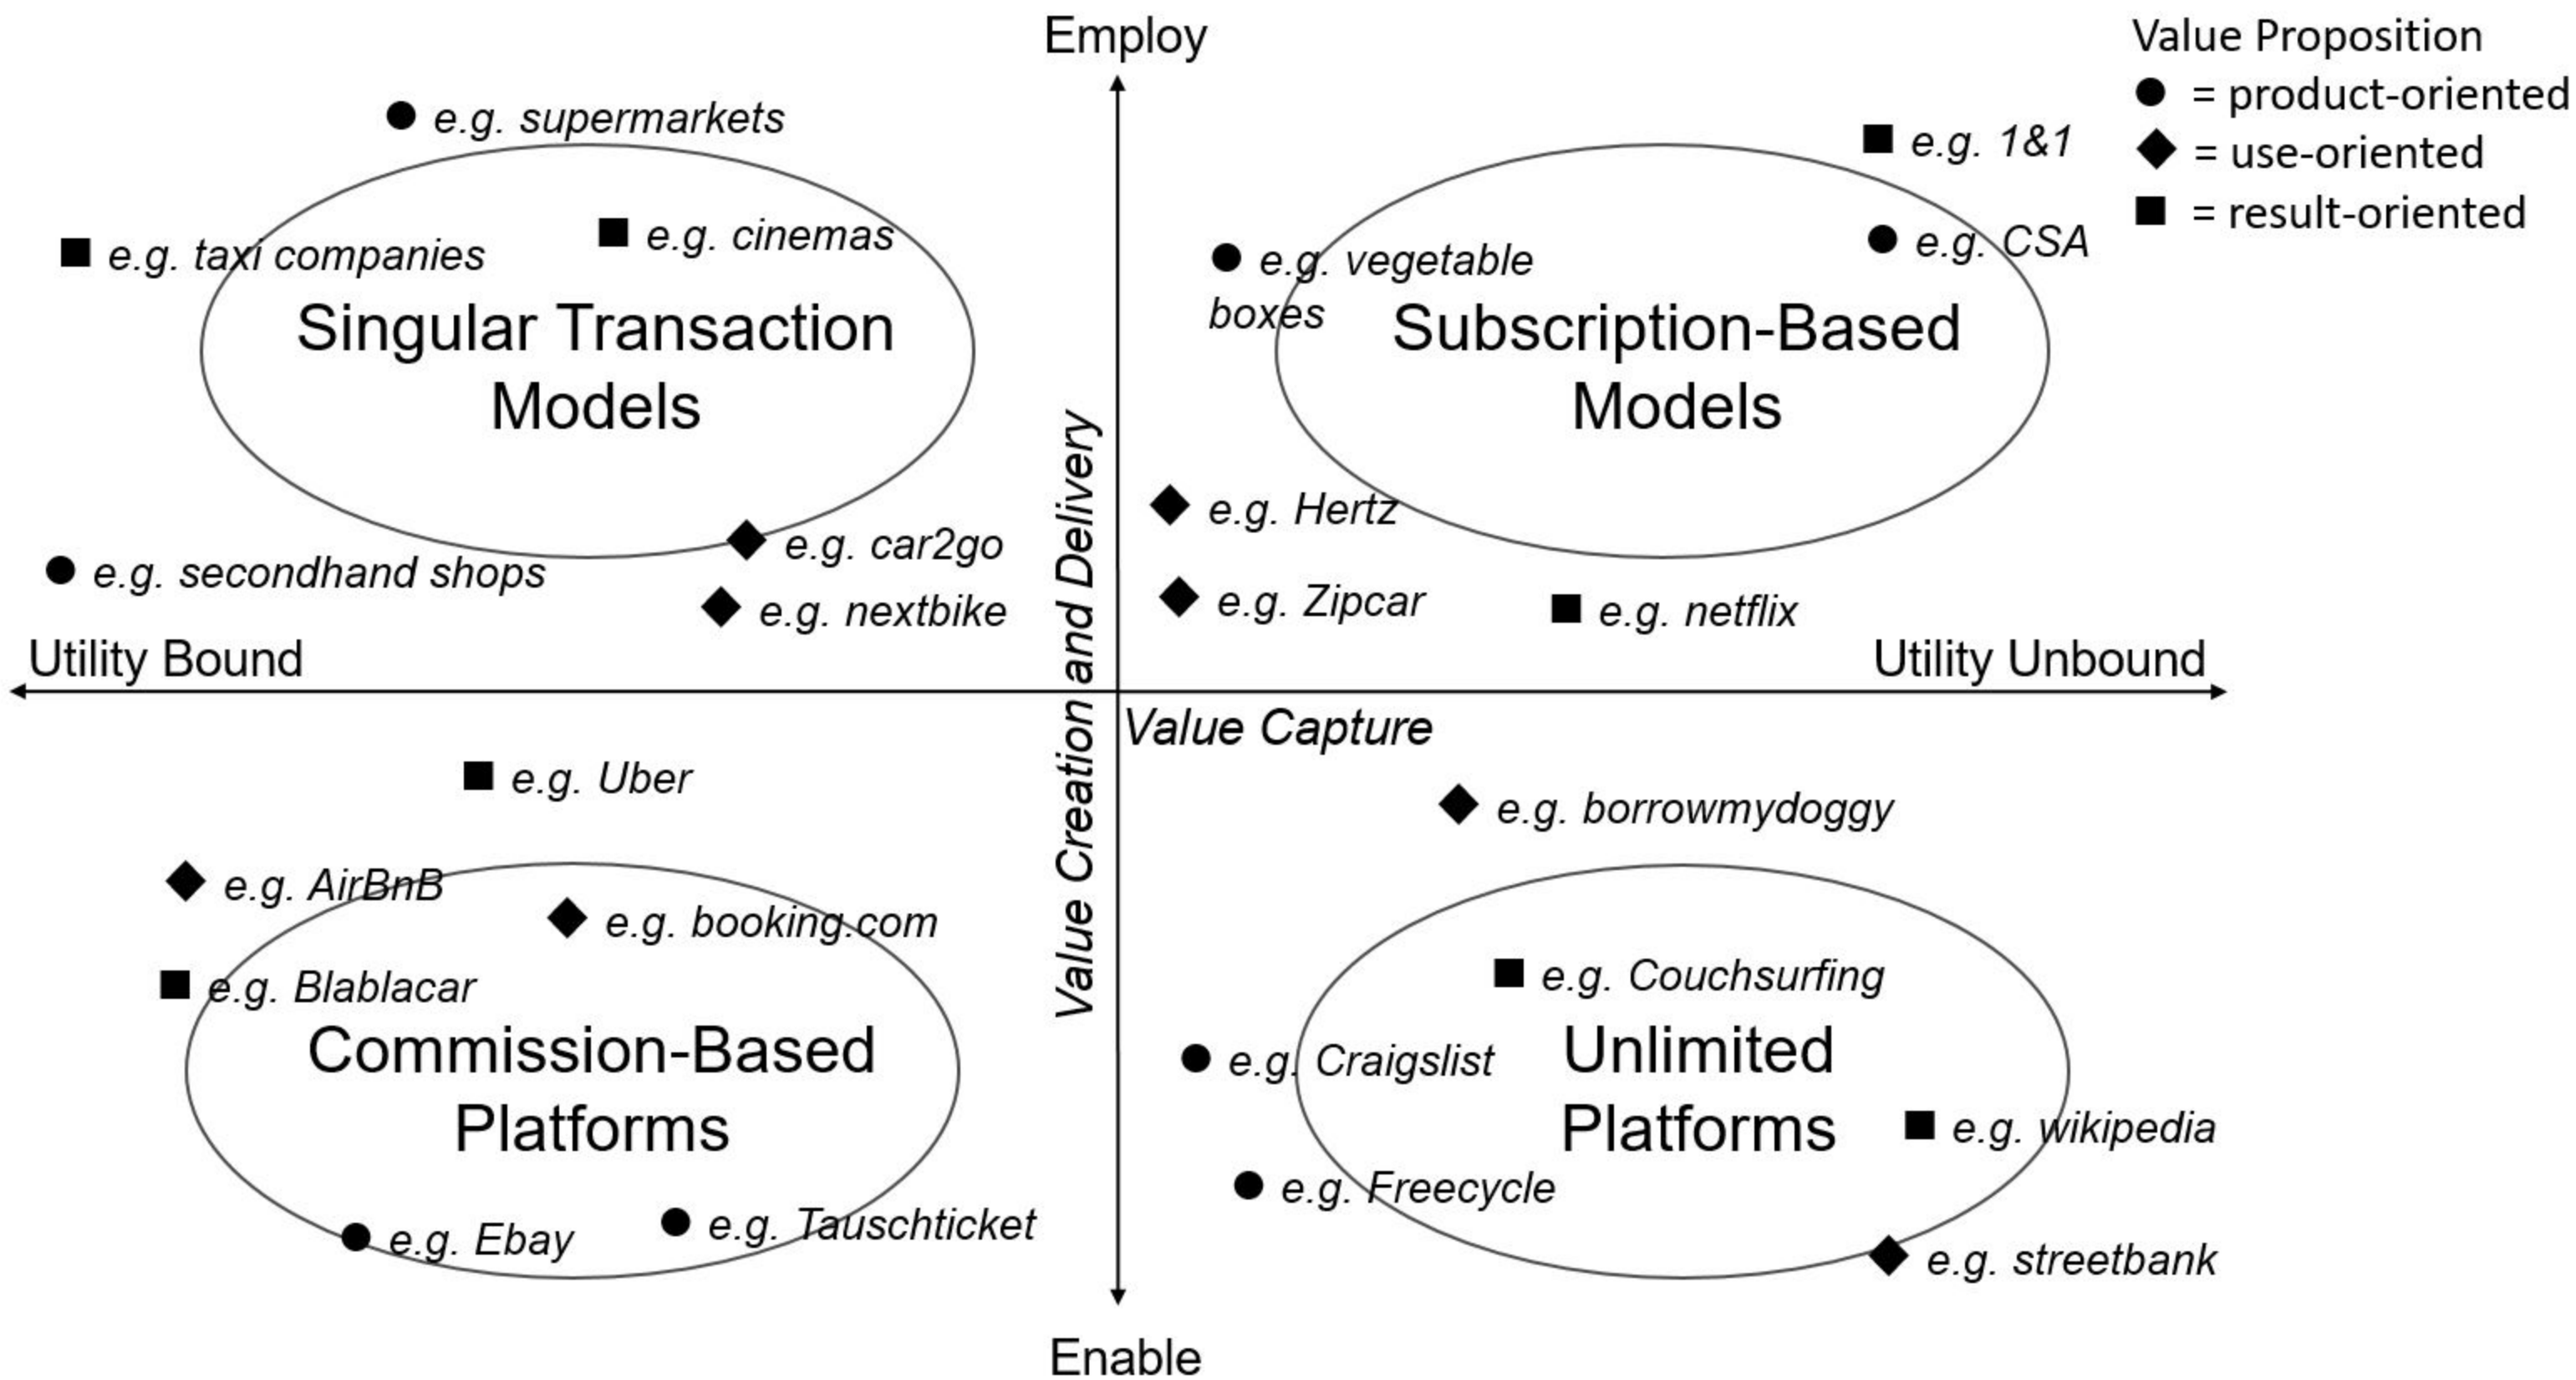 Employ
Value Proposition
= product-oriented
= use-oriented
= result-oriented
e.g. supermarkets
e.g. cinemas
e.g. taxi companies
Singular Transaction
Models
e.g. car2go
e.g. secondhand shops
e.g. nextbike
e.g. 1&1
e.g. CSA
e.g. vegetable
boxes
Subscription-Based
Models
e.g. Hertz
e.g. Zipcar
e.g. netflix
Utility Bound
Utility Unbound
Value Creation and Delivery
Value Capture
e.g. Uber
e.g. AirBnB
e.g. booking.com
e.g. Blablacar
Commission-Based
Platforms
e.g. Ebay
e.g. Tauschticket
e.g. borrowmydoggy
e.g. Couchsurfing
e.g. Craigslist
Unlimited
Platforms
e.g. wikipedia
e.g. Freecycle
e.g. streetbank
Enable